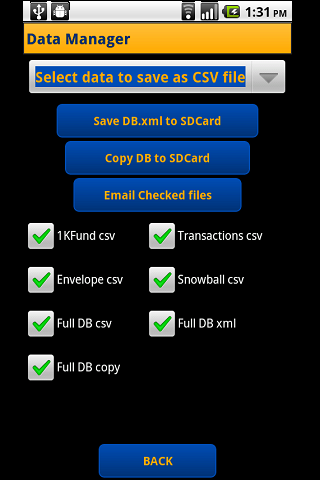 1:31 PM
Data Manager
Select data to save as CSV file
Save DB.xml to SDCard
Copy DB to SDCard
Email Checked files
1KFund csv
Transactions csv
Envelope csv
Snowball csv
Full DB csv
Full DB xml
Full DB copy
BACK